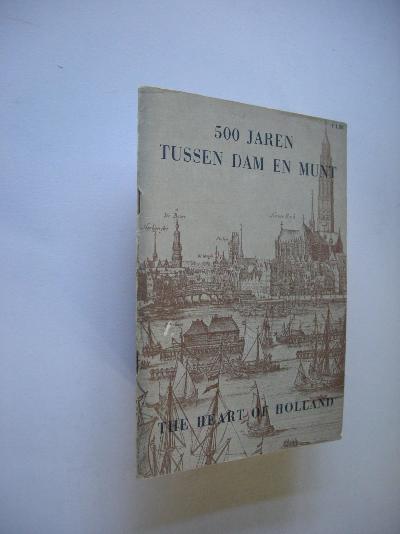 500 JAREN
TUSSEN DAM EN MUNT
THE HEART OF HOLLAND